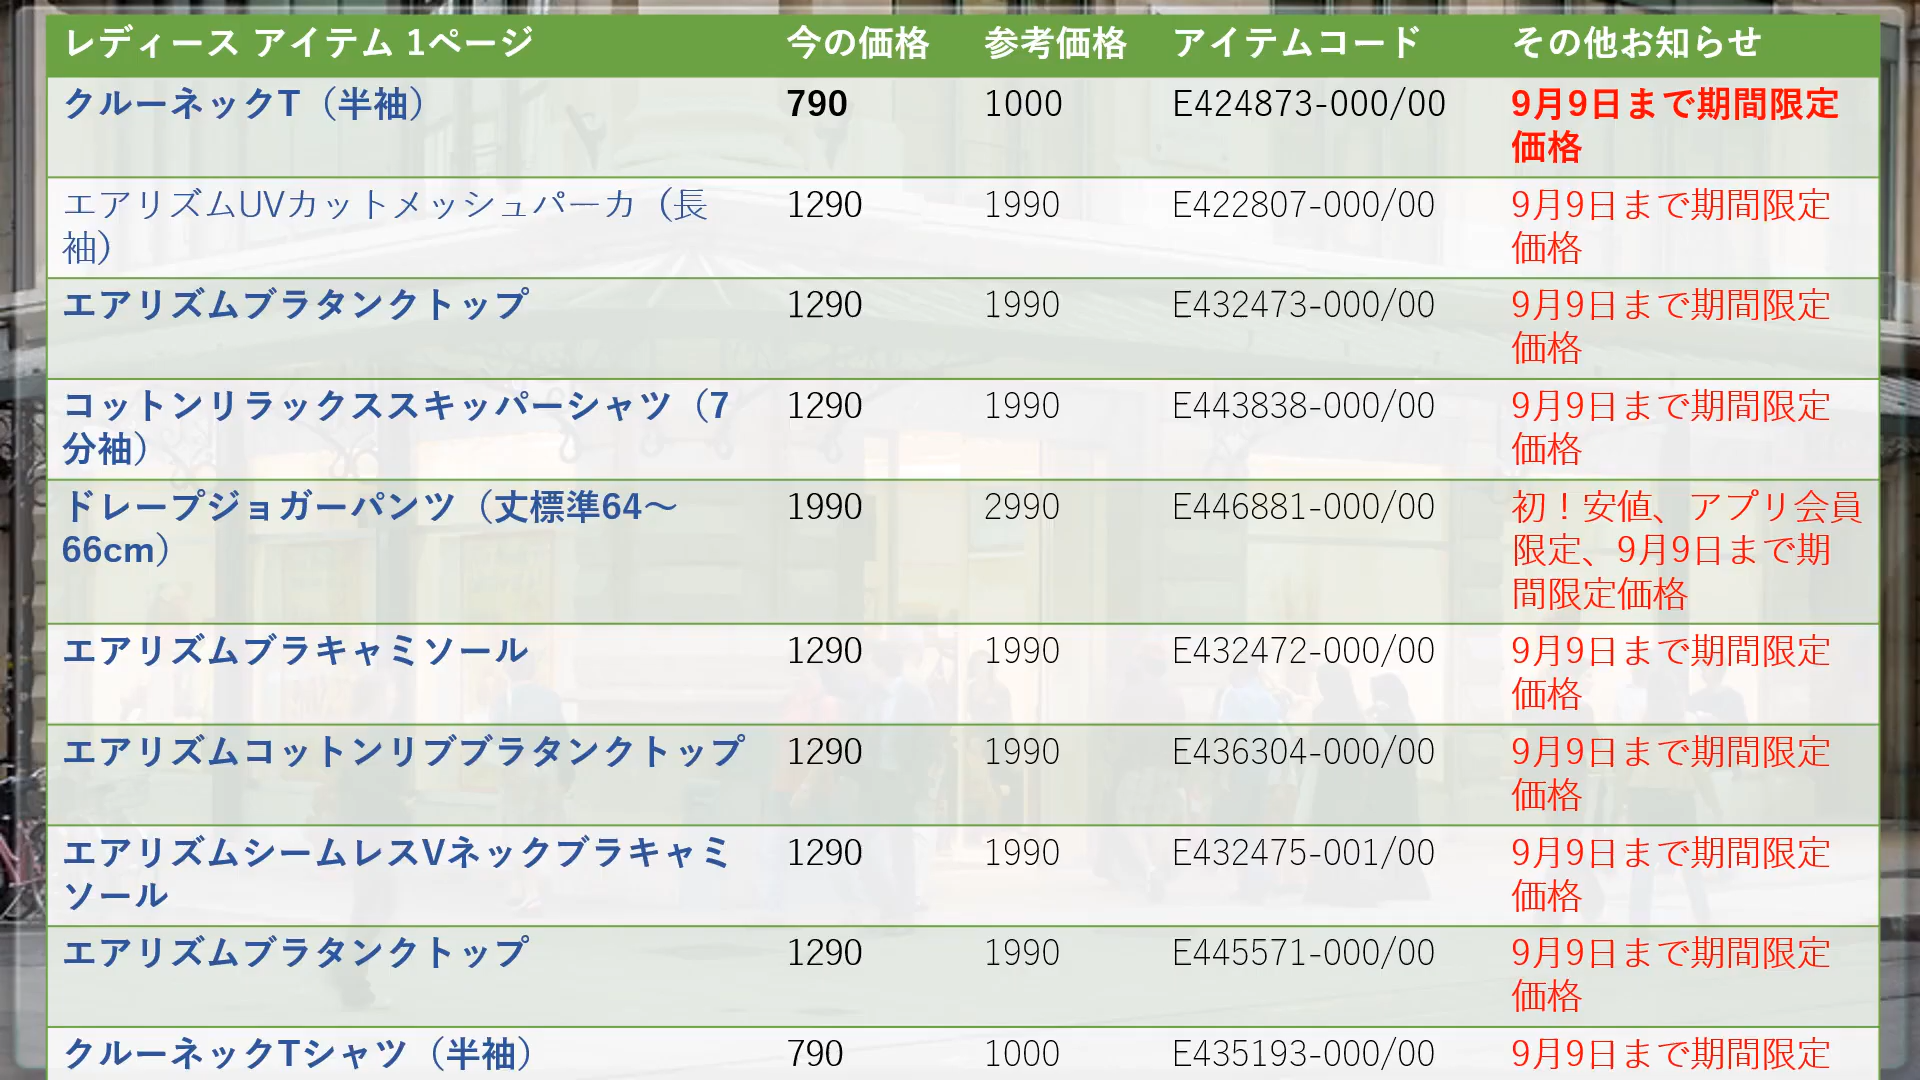 レディース アイテム 1ページ 今の価格 参考価格 アイテムコード その他お知らせ
クルーネックT（半袖） 790 1000 E424873-000/00 9月9日まで期間限定
価格
エアリズムUVカットメッシュパーカ（長 1290 1990 E422807-000/00 9月9日まで期間限定
袖） 価格
エアリズムブラタンクトップ 1290 1990 E432473-000/00 9月9日まで期間限定
価格
コットンリラックススキッパーシャツ（7 1290 1990 E443838-000/00 9月9日まで期間限定
分袖） 価格
ドレープジョガーパンツ（丈標準64～ 1990 2990 E446881-000/00 初！安値、アプリ会員
66cm） 限定、9月9日まで期
間限定価格
エアリズムブラキャミソール 1290 1990 E432472-000/00 9月9日まで期間限定
価格
エアリズムコットンリブブラタンクトップ 1290 1990 E436304-000/00 9月9日まで期間限定
価格
エアリズムシームレスVネックブラキャミ 1290 1990 E432475-001/00 9月9日まで期間限定
ソール 価格
エアリズムブラタンクトップ 1290 1990 E445571-000/00 9月9日まで期間限定
価格
クルーネックTシャツ（半袖） 790 1000 E435193-000/00 9月9日まで期間限定